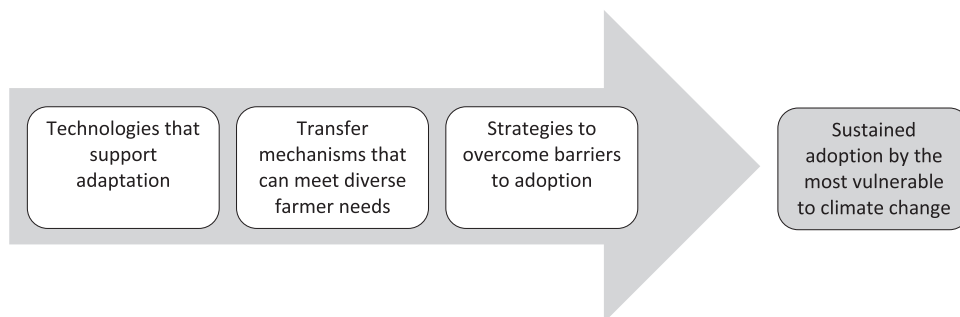 Technologies that
support
adaptation
Transfer
mechanisms that
can meet diverse
farmer needs
Strategies to
overcome barriers
to adoption
Sustained
adoption by the
most vulnerable
to climate change